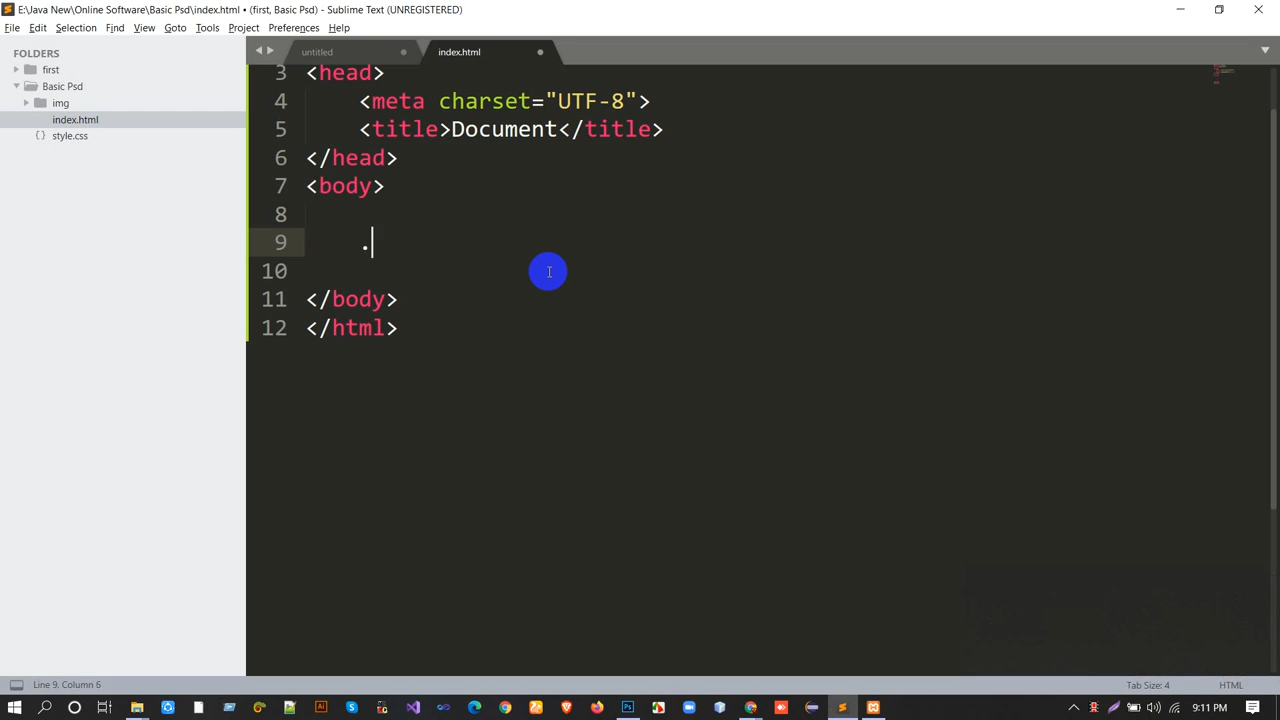 E:\Java New\Online Software\Basic Psd\index.html • (first, Basic Psd) - Sublime Text (UNREGISTERED)
File Edit Selection Find View Goto Tools Project Preferences Help
FOLDERS
first
Basic Psd
img
index.html
style.css
untitled
index.html
3 <head>
4 <meta charset="UTF-8">
5 <title>Document</title>
6 </head>
7 <body>
8
9 .
10
11 </body>
12 </html>
Line 9, Column 6
Tab Size: 4
HTML
9:11 PM